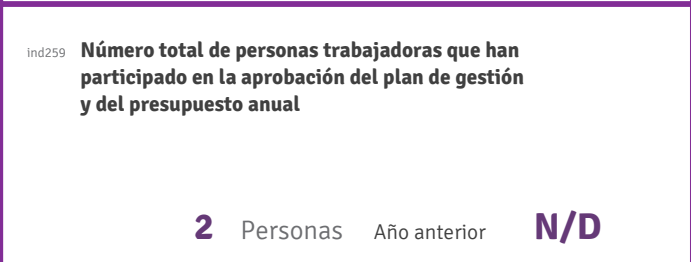 ind259 Número total de personas trabajadoras que han
participado en la aprobación del plan de gestión
y del presupuesto anual
2 Personas Año anterior N/D